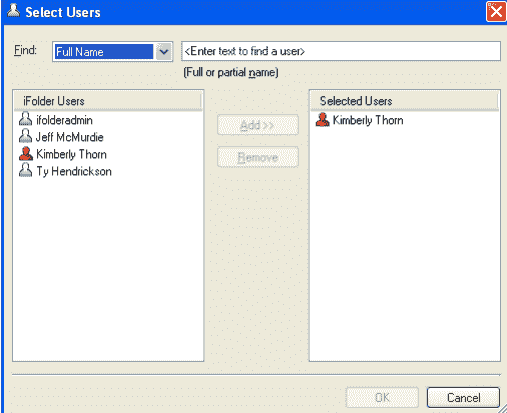 Select Users
Find: Full Name <Enter text to find a user>
(Full or partial name)
iFolder Users Selected Users
ifolderadmin Add >> Kimberly Thorn
Jeff McMurdie
Kimberly Thorn Remove
Ty Hendrickson
OK Cancel